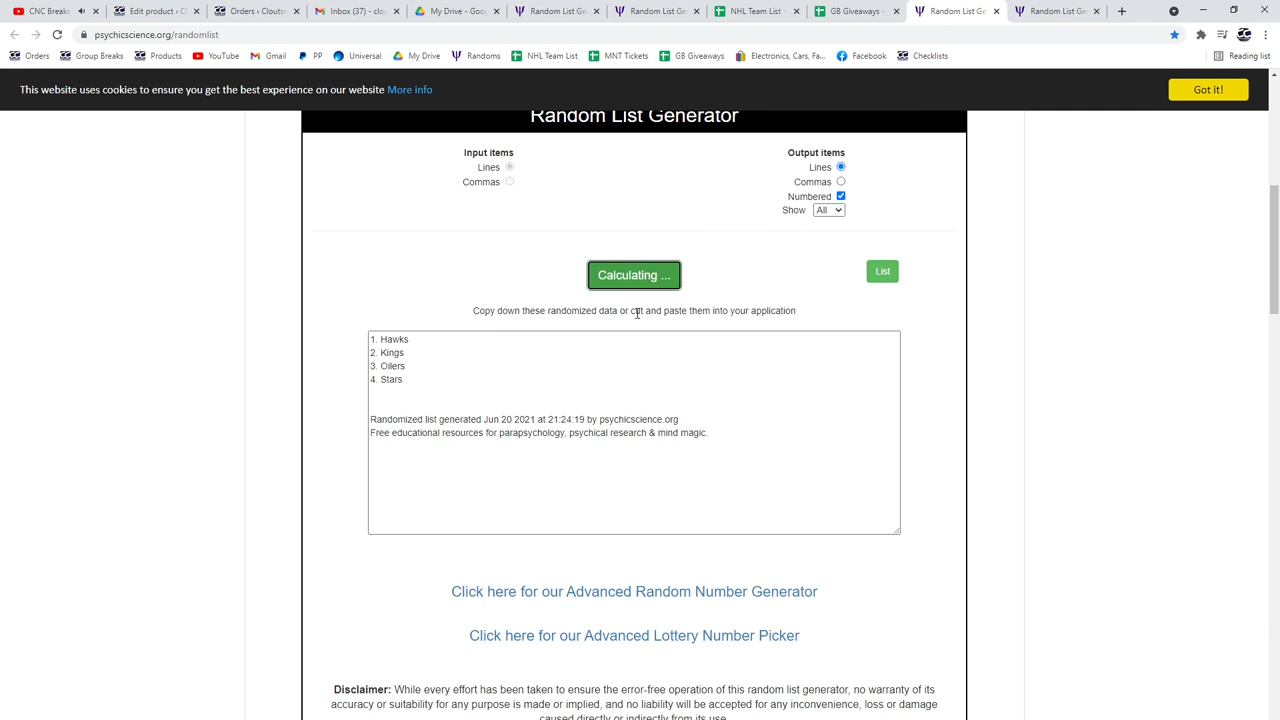 CNC Breaks
Edit product ‹ C
Orders ‹ Clouts
Inbox (37) - clo
My Drive - Goog
Random List Ge
Random List Ge
NHL Team List -
GB Giveaways -
Random List Ge
Random List Ge
psychicscience.org/randomlist
Orders
Group Breaks
Products
YouTube
Gmail
PP
Universal
My Drive
Randoms
NHL Team List
MNT Tickets
GB Giveaways
Electronics, Cars, Fa...
Facebook
Checklists
Reading list
This website uses cookies to ensure you get the best experience on our website More info
Got it!
Random List Generator
Input items
Lines
Commas
Output items
Lines
Commas
Numbered
Show All
Calculating ...
List
Copy down these randomized data or cut and paste them into your application
1. Hawks
2. Kings
3. Oilers
4. Stars
Randomized list generated Jun 20 2021 at 21:24:19 by psychicscience.org
Free educational resources for parapsychology, psychical research & mind magic.
Click here for our Advanced Random Number Generator
Click here for our Advanced Lottery Number Picker
Disclaimer: While every effort has been taken to ensure the error-free operation of this random list generator, no warranty of its
accuracy or suitability for any purpose is made or implied, and no liability will be accepted for any inconvenience, loss or damage
caused directly or indirectly from its use